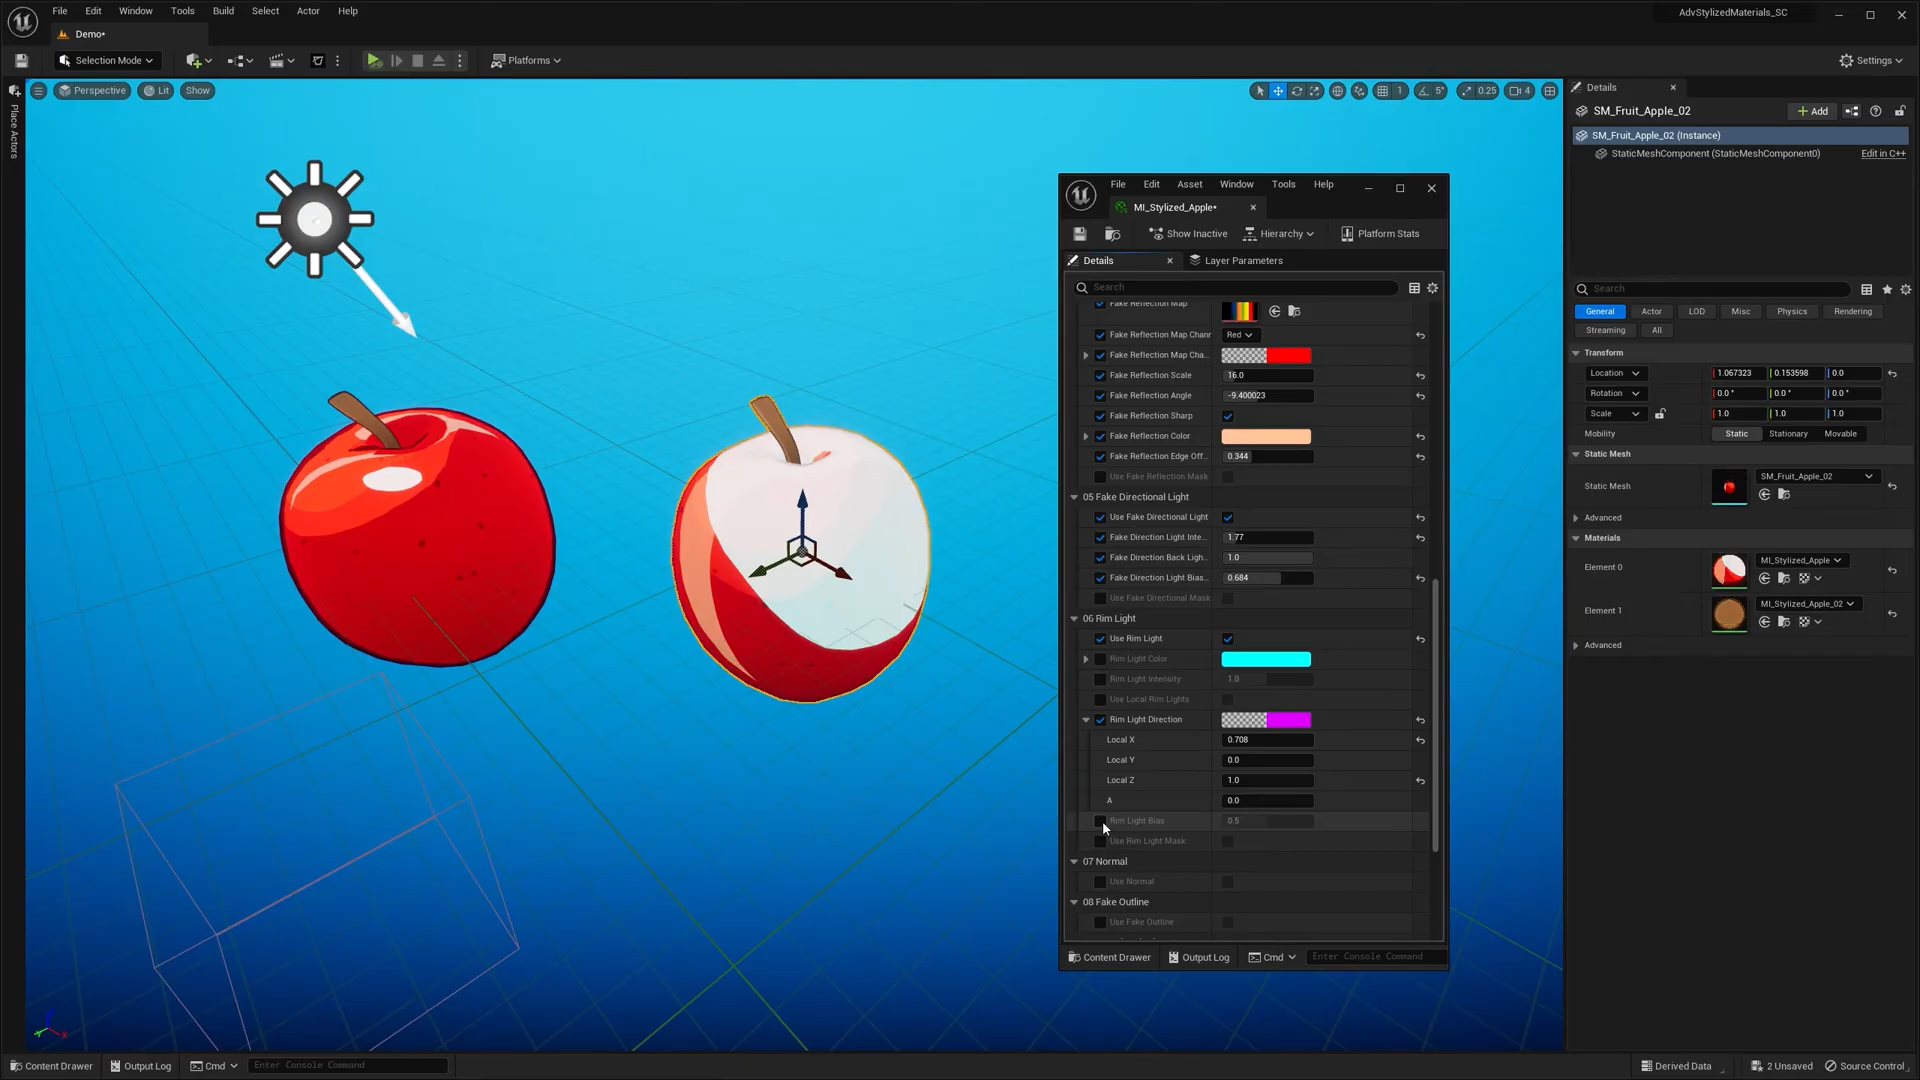 File Edit Window Tools Build Select Actor Help
AdvStylizedMaterials_SC
Demo*
Selection Mode
Platforms
Settings
Place Actors
Perspective
Lit
Show
1
5°
0.25
4
Details
SM_Fruit_Apple_02
Add
SM_Fruit_Apple_02 (Instance)
StaticMeshComponent (StaticMeshComponent0)
Edit in C++
Search
General Actor LOD Misc Physics Rendering
Streaming All
Transform
Location 1.067323 0.153598 0.0
Rotation 0.0° 0.0° 0.0°
Scale 1.0 1.0 1.0
Mobility Static Stationary Movable
Static Mesh
Static Mesh SM_Fruit_Apple_02
Advanced
Materials
Element 0 MI_Stylized_Apple
Element 1 MI_Stylized_Apple_02
Advanced
File Edit Asset Window Tools Help
MI_Stylized_Apple*
Show Inactive Hierarchy Platform Stats
Details Layer Parameters
Search
Fake Reflection Map
Fake Reflection Map Chanr Red
Fake Reflection Map Cha...
Fake Reflection Scale 16.0
Fake Reflection Angle -9.400023
Fake Reflection Sharp
Fake Reflection Color
Fake Reflection Edge Off... 0.344
Use Fake Reflection Mask
05 Fake Directional Light
Use Fake Directional Light
Fake Direction Light Inte... 1.77
Fake Direction Back Ligh... 1.0
Fake Direction Light Bias... 0.684
Use Fake Directional Mask
06 Rim Light
Use Rim Light
Rim Light Color
Rim Light Intensity 1.0
Use Local Rim Lights
Rim Light Direction
Local X 0.708
Local Y 0.0
Local Z 1.0
A 0.0
Rim Light Bias 0.5
Use Rim Light Mask
07 Normal
Use Normal
08 Fake Outline
Use Fake Outline
Content Drawer Output Log Cmd Enter Console Command
Content Drawer Output Log Cmd Enter Console Command
Derived Data 2 Unsaved Source Control